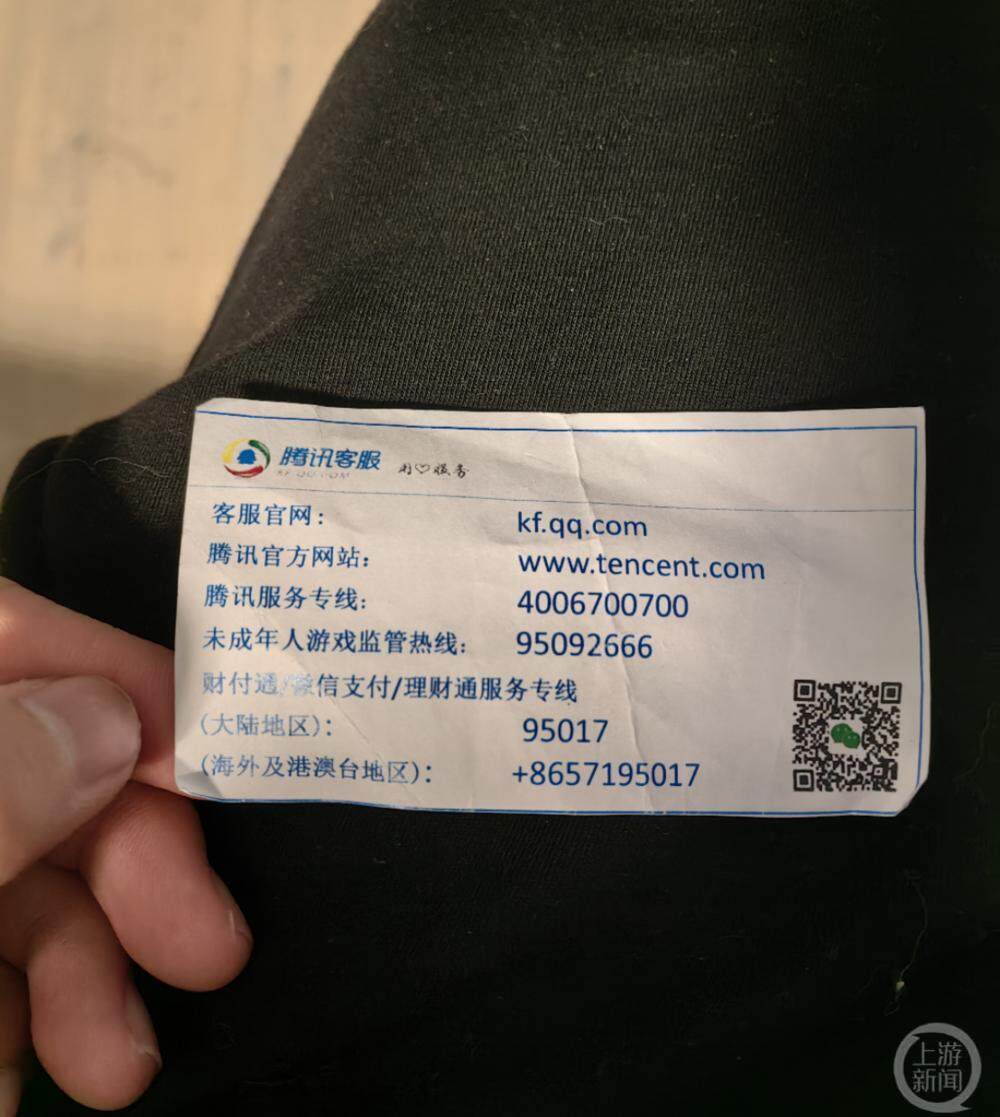 腾讯客服 用♡服务
KF.QQ.COM
客服官网： kf.qq.com
腾讯官方网站： www.tencent.com
腾讯服务专线： 4006700700
未成年人游戏监管热线： 95092666
财付通/微信支付/理财通服务专线
(大陆地区)： 95017
(海外及港澳台地区)： +8657195017
上游
新闻